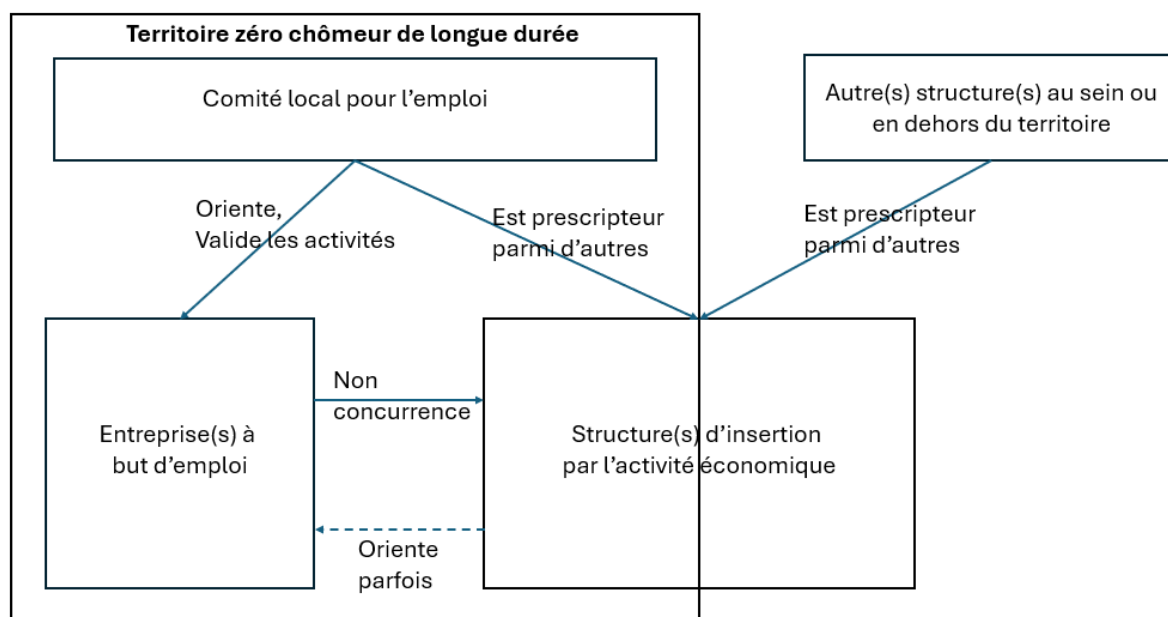 Territoire zéro chômeur de longue durée
Comité local pour l’emploi
Autre(s) structure(s) au sein ou
en dehors du territoire
Oriente,
Valide les activités
Est prescripteur
parmi d’autres
Est prescripteur
parmi d’autres
Non
concurrence
Entreprise(s) à
but d’emploi
Structure(s) d’insertion
par l’activité économique
Oriente
parfois